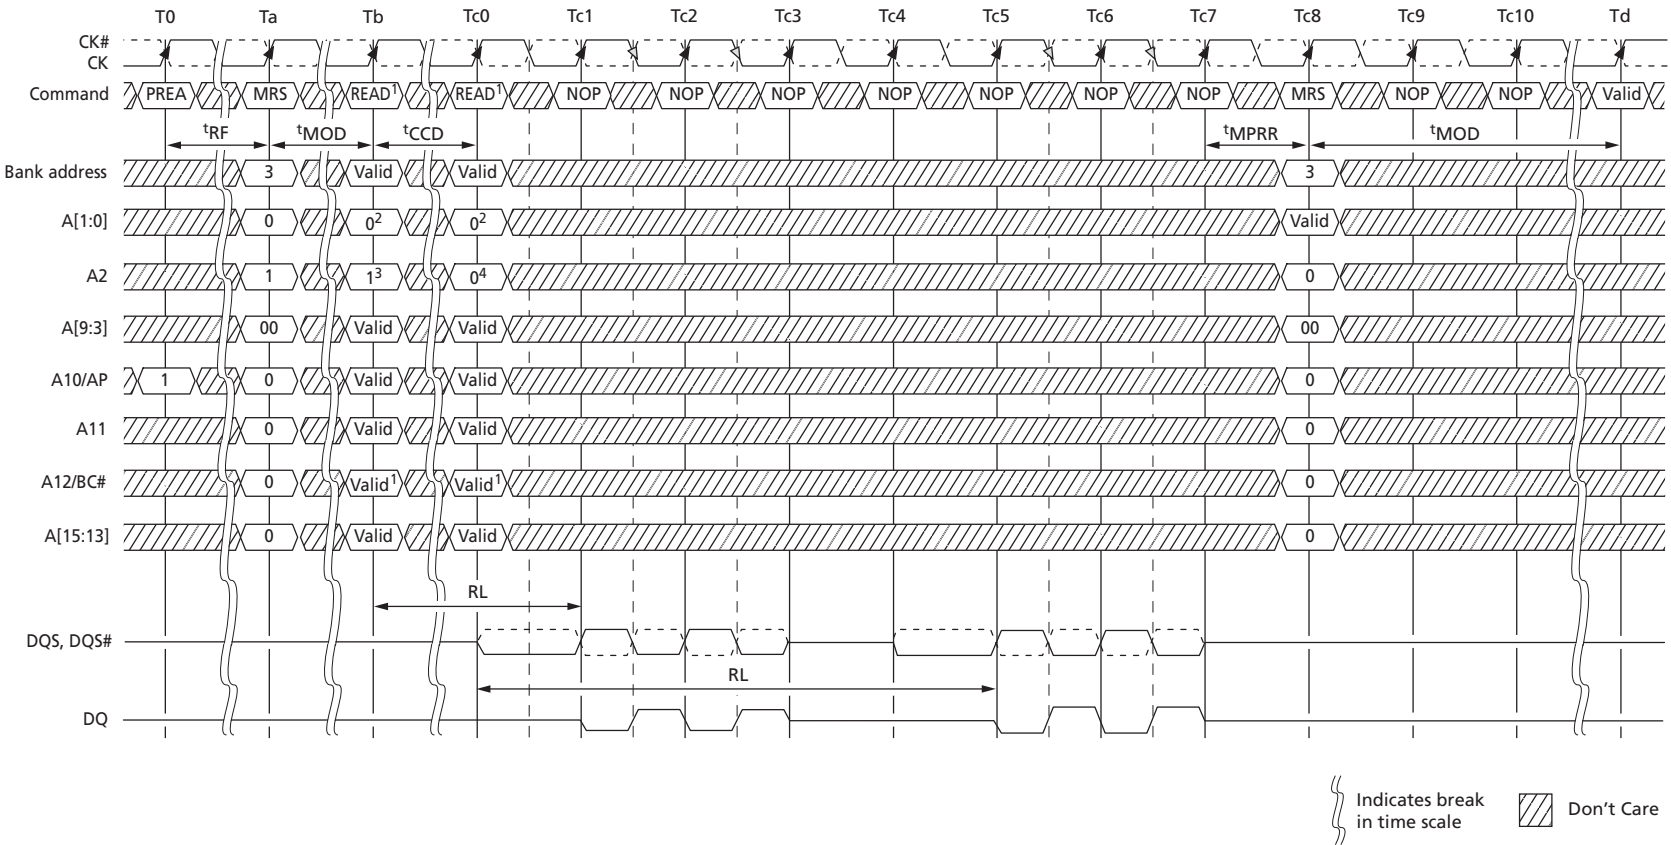 T0 Ta Tb Tc0 Tc1 Tc2 Tc3 Tc4 Tc5 Tc6 Tc7 Tc8 Tc9 Tc10 Td
CK#
CK
Command PREA MRS READ¹ READ¹ NOP NOP NOP NOP NOP NOP NOP MRS NOP NOP Valid
tRF tMOD tCCD tMPRR tMOD
Bank address 3 Valid Valid 3
A[1:0] 0 0² 0² Valid
A2 1 1³ 0⁴ 0
A[9:3] 00 Valid Valid 00
A10/AP 1 0 Valid Valid 0
A11 0 Valid Valid 0
A12/BC# 0 Valid¹ Valid¹ 0
A[15:13] 0 Valid Valid 0
RL
DQS, DQS#
RL
DQ
Indicates break
in time scale
Don't Care